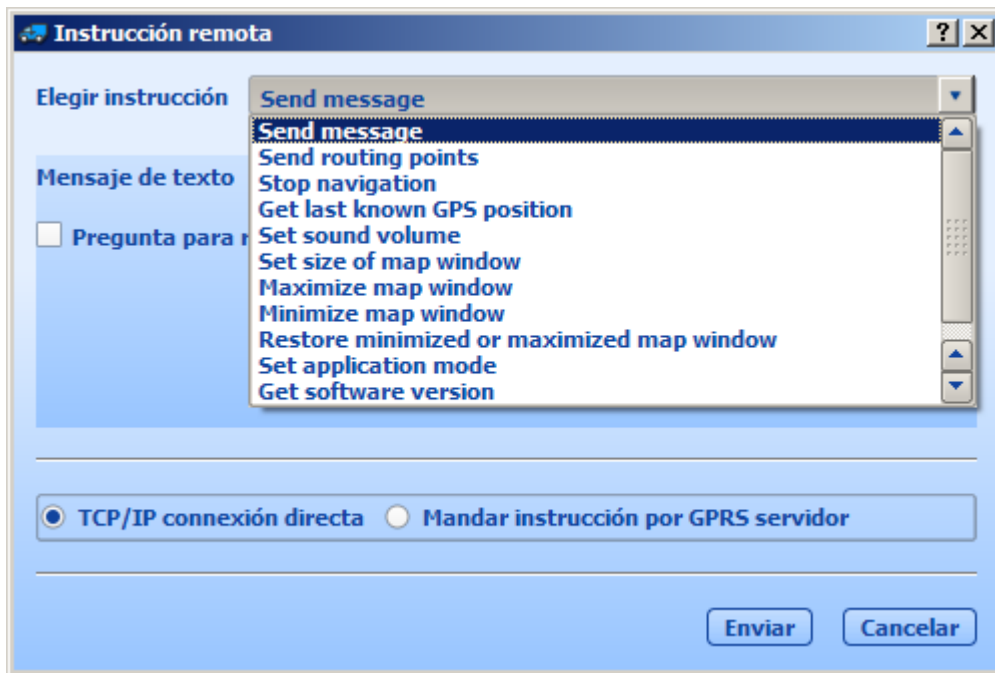 Instrucción remota
Elegir instrucción Send message
Send message
Send routing points
Stop navigation
Mensaje de texto
Get last known GPS position
Pregunta para r
Set sound volume
Set size of map window
Maximize map window
Minimize map window
Restore minimized or maximized map window
Set application mode
Get software version
TCP/IP connexión directa Mandar instrucción por GPRS servidor
Enviar Cancelar